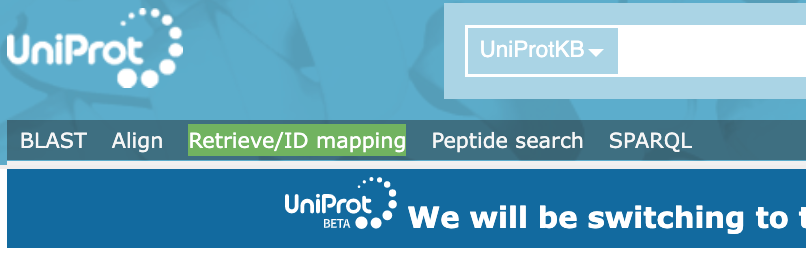 UniProt
UniProtKB
BLAST Align Retrieve/ID mapping Peptide search SPARQL
UniProt BETA We will be switching to t